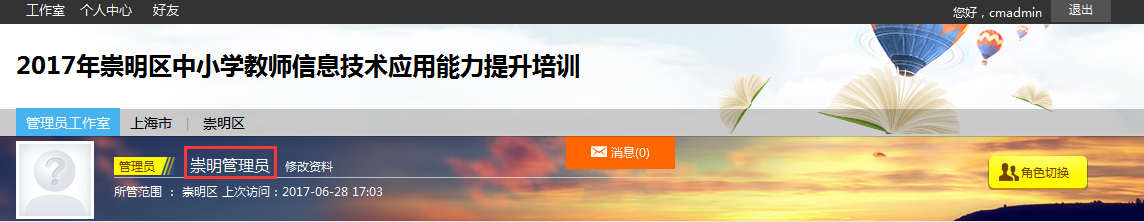 工作室 个人中心 好友 您好，cmadmin 退出
2017年崇明区中小学教师信息技术应用能力提升培训
管理员工作室 上海市 | 崇明区
管理员 崇明管理员 修改资料 消息(0) 角色切换
所管范围 ： 崇明区 上次访问：2017-06-28 17:03